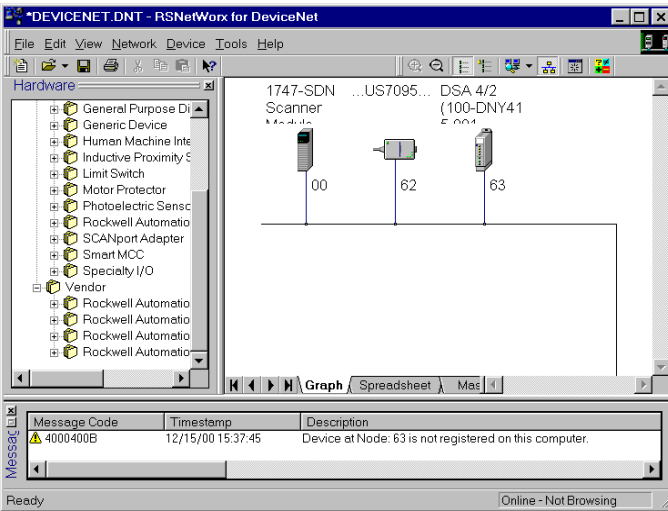 *DEVICENET.DNT - RSNetWorx for DeviceNet
File Edit View Network Device Tools Help
Hardware
General Purpose Di
Generic Device
Human Machine Inte
Inductive Proximity S
Limit Switch
Motor Protector
Photoelectric Senso
Rockwell Automatio
SCANport Adapter
Smart MCC
Specialty I/O
Vendor
Rockwell Automatio
Rockwell Automatio
Rockwell Automatio
Rockwell Automatio
1747-SDN ...US7095... DSA 4/2
Scanner (100-DNY41
Module 5.001
00 62 63
Graph Spreadsheet Mas
Messag
Message Code Timestamp Description
4000400B 12/15/00 15:37:45 Device at Node: 63 is not registered on this computer.
Ready Online - Not Browsing